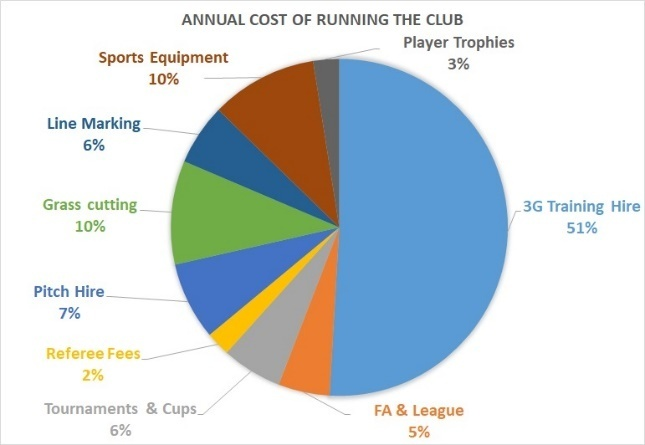 ANNUAL COST OF RUNNING THE CLUB
Player Trophies
3%
Sports Equipment
10%
Line Marking
6%
Grass cutting
10%
3G Training Hire
51%
Pitch Hire
7%
Referee Fees
2%
Tournaments & Cups
6%
FA & League
5%